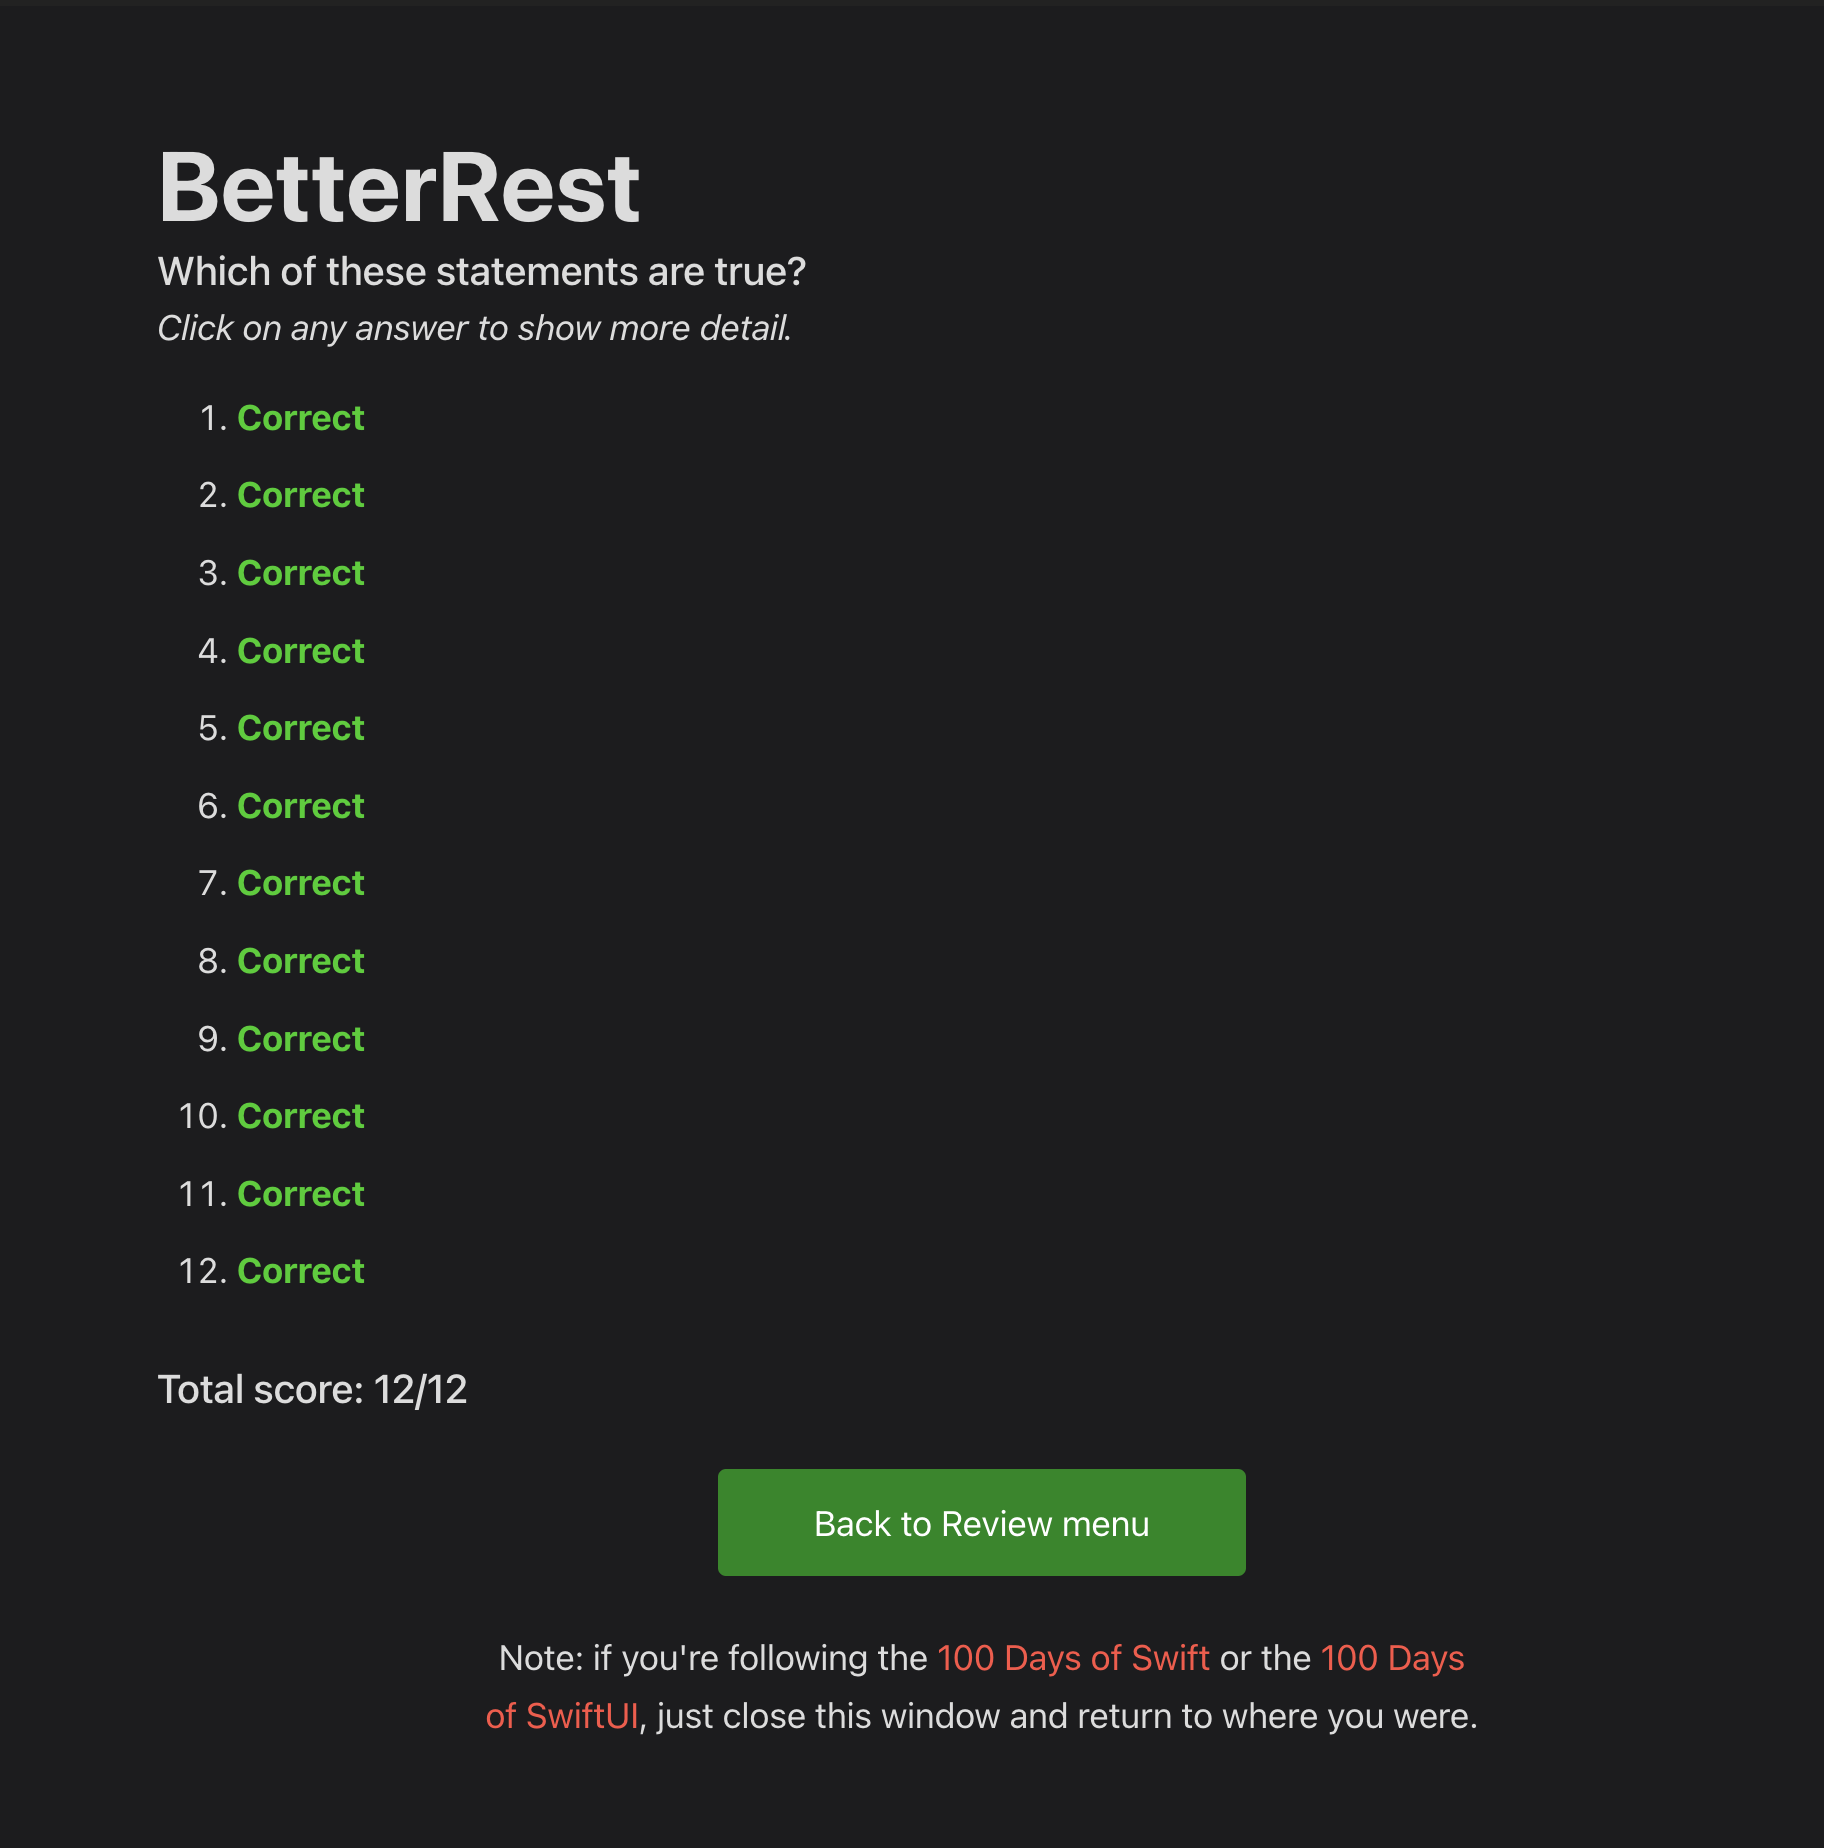 BetterRest
Which of these statements are true?
Click on any answer to show more detail.
1. Correct
2. Correct
3. Correct
4. Correct
5. Correct
6. Correct
7. Correct
8. Correct
9. Correct
10. Correct
11. Correct
12. Correct
Total score: 12/12
Back to Review menu
Note: if you're following the 100 Days of Swift or the 100 Days
of SwiftUI, just close this window and return to where you were.